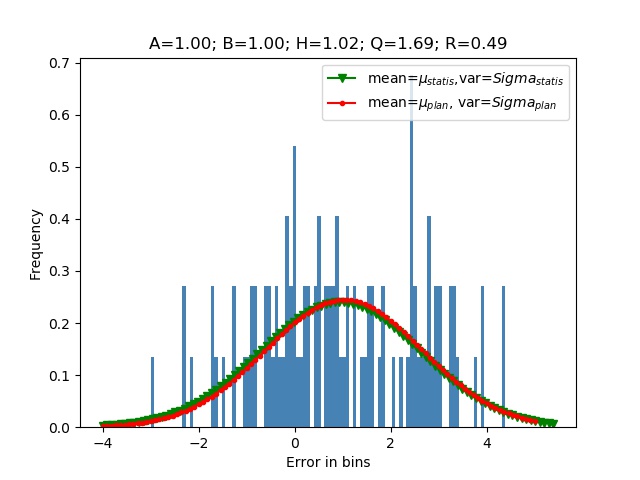 A=1.00; B=1.00; H=1.02; Q=1.69; R=0.49
mean=μstatis,var=Sigmastatis
mean=μplan, var=Sigmaplan
0.7
0.6
0.5
0.4
0.3
0.2
0.1
0.0
Frequency
−4 −2 0 2 4
Error in bins